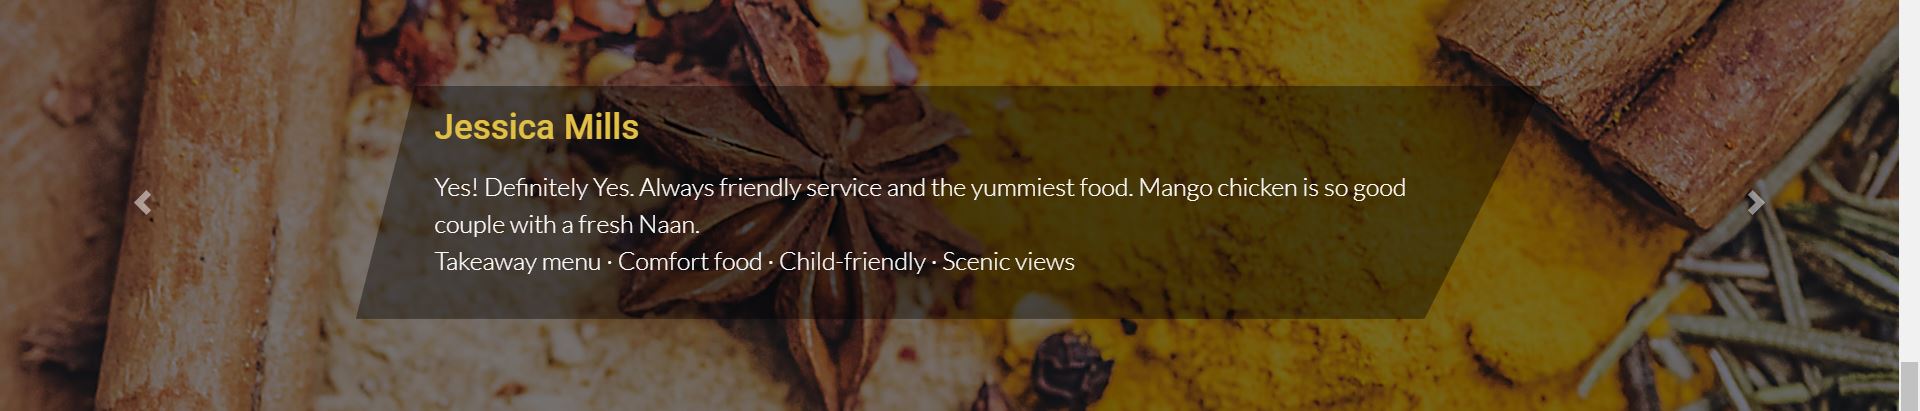 Jessica Mills
Yes! Definitely Yes. Always friendly service and the yummiest food. Mango chicken is so good
couple with a fresh Naan.
Takeaway menu · Comfort food · Child-friendly · Scenic views